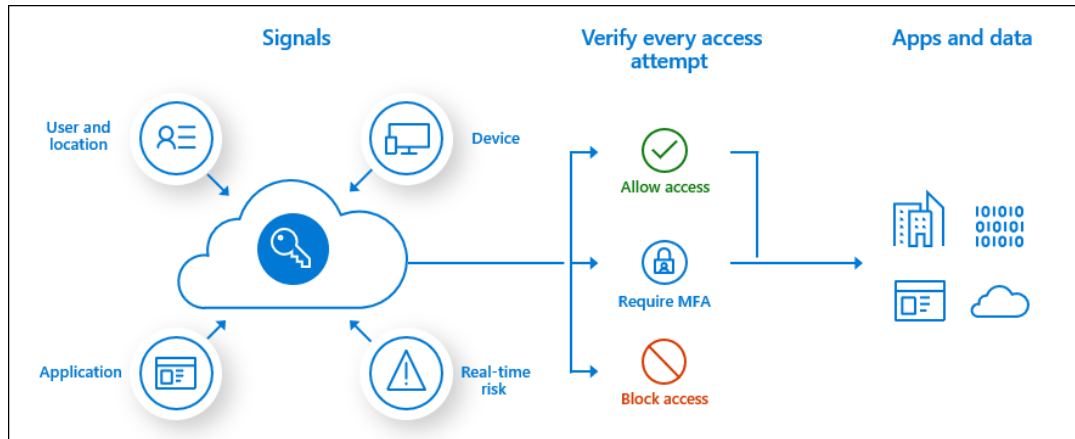 Signals
Verify every access
attempt
Apps and data
User and
location
Device
Allow access
101010
010101
101010
Require MFA
Application
Real-time
risk
Block access